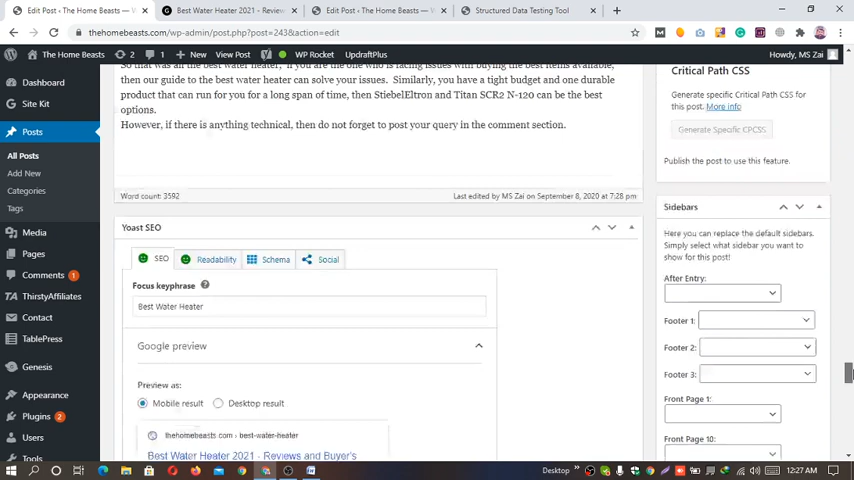 Edit Post ‹ The Home Beasts —
Best Water Heater 2021 - Review
Edit Post ‹ The Home Beasts — W
Structured Data Testing Tool
thehomebeasts.com/wp-admin/post.php?post=243&action=edit
The Home Beasts
2
1
New
View Post
WP Rocket
UpdraftPlus
Howdy, MS Zai
Dashboard
Site Kit
Posts
All Posts
Add New
Categories
Tags
Media
Pages
Comments 1
ThirstyAffiliates
Contact
TablePress
Genesis
Appearance
Plugins 2
Users
Tools
So that was all the best water heater; if you are the one who is facing issues with buying the best items available,
then our guide to the best water heater can solve your issues. Similarly, you have a tight budget and one durable
product that can run for you for a long span of time, then StiebelEltron and Titan SCR2 N-120 can be the best
options.
However, if there is anything technical, then do not forget to post your query in the comment section.
Word count: 3592
Last edited by MS Zai on September 8, 2020 at 7:28 pm
Yoast SEO
SEO
Readability
Schema
Social
Focus keyphrase
Best Water Heater
Google preview
Preview as:
Mobile result
Desktop result
thehomebeasts.com › best-water-heater
Best Water Heater 2021 - Reviews and Buyer's
Critical Path CSS
Generate specific Critical Path CSS for
this post. More info
Generate Specific CPCSS
Publish the post to use this feature.
Sidebars
Here you can replace the default sidebars.
Simply select what sidebar you want to
show for this post!
After Entry:
Footer 1:
Footer 2:
Footer 3:
Front Page 1:
Front Page 10:
Desktop
12:27 AM